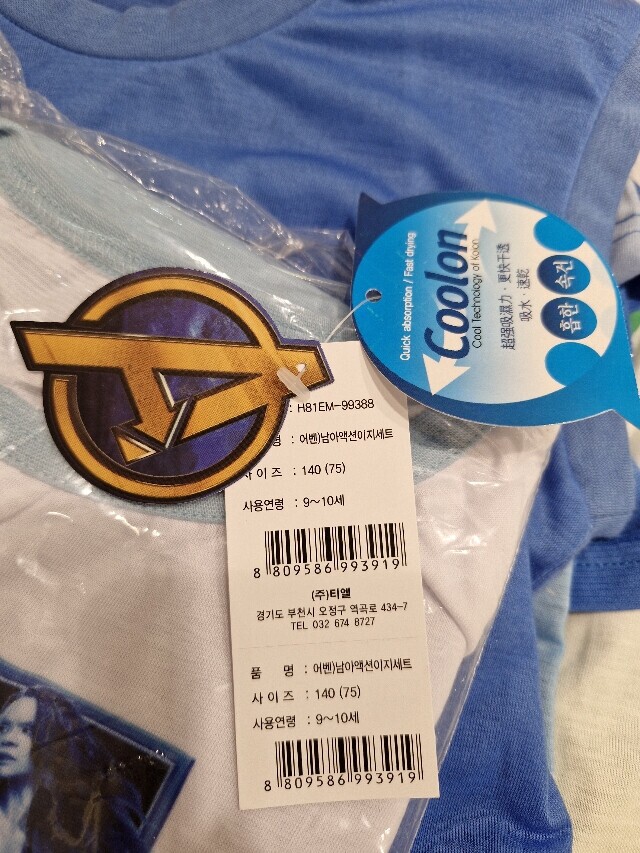 Quick absorption / Fast drying
Coolon
Cool Technology of Koon
超强吸濕力 · 更快干透
吸水 · 速乾
흡한 속건
: H81EM-99388
명 : 어벤)남아액션이지세트
사 이 즈 : 140 (75)
사용연령 : 9~10세
8 809586 993919
(주)티엘
경기도 부천시 오정구 역곡로 434-7
TEL 032 674 8727
품 명 : 어벤)남아액션이지세트
사 이 즈 : 140 (75)
사용연령 : 9~10세
8 809586 993919